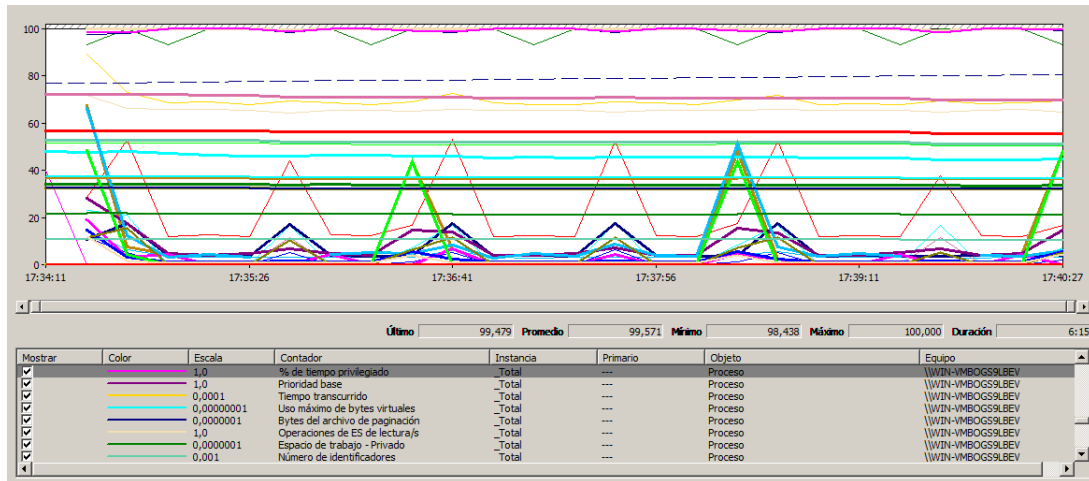 100
80
60
40
20
0
17:34:11 17:35:26 17:36:41 17:37:56 17:39:11 17:40:27
Último 99,479 Promedio 99,571 Mínimo 98,438 Máximo 100,000 Duración 6:15
Mostrar Color Escala Contador Instancia Primario Objeto Equipo
1,0 % de tiempo privilegiado _Total --- Proceso \\WIN-VMBOGS9LBEV
1,0 Prioridad base _Total --- Proceso \\WIN-VMBOGS9LBEV
0,0001 Tiempo transcurrido _Total --- Proceso \\WIN-VMBOGS9LBEV
0,00000001 Uso máximo de bytes virtuales _Total --- Proceso \\WIN-VMBOGS9LBEV
0,0000001 Bytes del archivo de paginación _Total --- Proceso \\WIN-VMBOGS9LBEV
1,0 Operaciones de ES de lectura/s _Total --- Proceso \\WIN-VMBOGS9LBEV
0,0000001 Espacio de trabajo - Privado _Total --- Proceso \\WIN-VMBOGS9LBEV
0,001 Número de identificadores _Total --- Proceso \\WIN-VMBOGS9LBEV